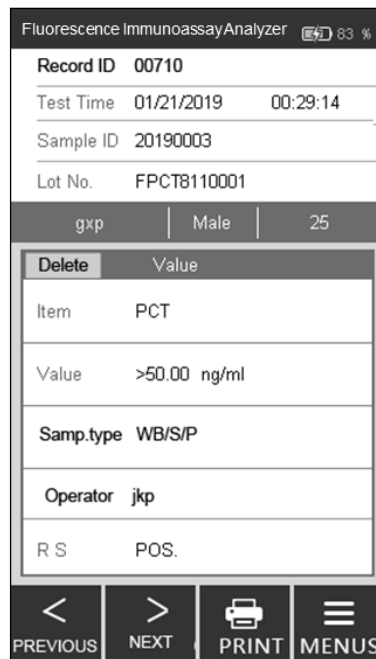 Fluorescence Immunoassay Analyzer 83 %
Record ID 00710
Test Time 01/21/2019 00:29:14
Sample ID 20190003
Lot No. FPCT8110001
gxp Male 25
Delete Value
Item PCT
Value >50.00 ng/ml
Samp.type WB/S/P
Operator jkp
R S POS.
< > 
PREVIOUS NEXT PRINT MENUS